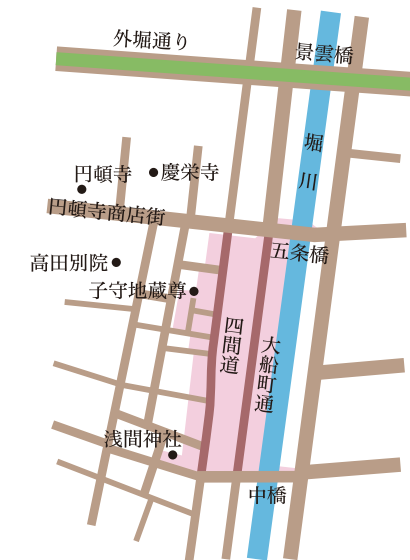 外堀通り
景雲橋
堀川
円頓寺
慶栄寺
円頓寺商店街
五条橋
高田別院
子守地蔵尊
四間道
大船町通
浅間神社
中橋